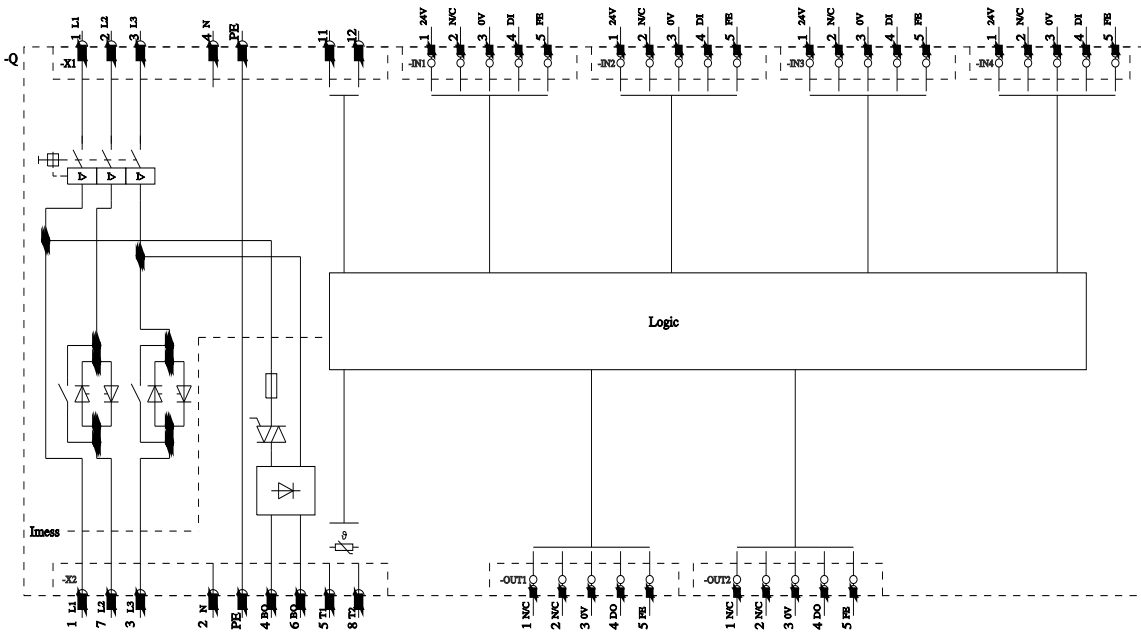 -Q
-X1
1 L1
2 L2
3 L3
4 N
PE
11
12
-IN1
1 24V
2 N/C
3 0V
4 DI
5 FE
-IN2
1 24V
2 N/C
3 0V
4 DI
5 FE
-IN3
1 24V
2 N/C
3 0V
4 DI
5 FE
-IN4
1 24V
2 N/C
3 0V
4 DI
5 FE
Logic
Imess
ϑ
-X2
1 L1
7 L2
3 L3
2 N
PE
4 BO
6 BO
5 T1
8 T2
-OUT1
1 N/C
2 N/C
3 0V
4 DO
5 FE
-OUT2
1 N/C
2 N/C
3 0V
4 DO
5 FE